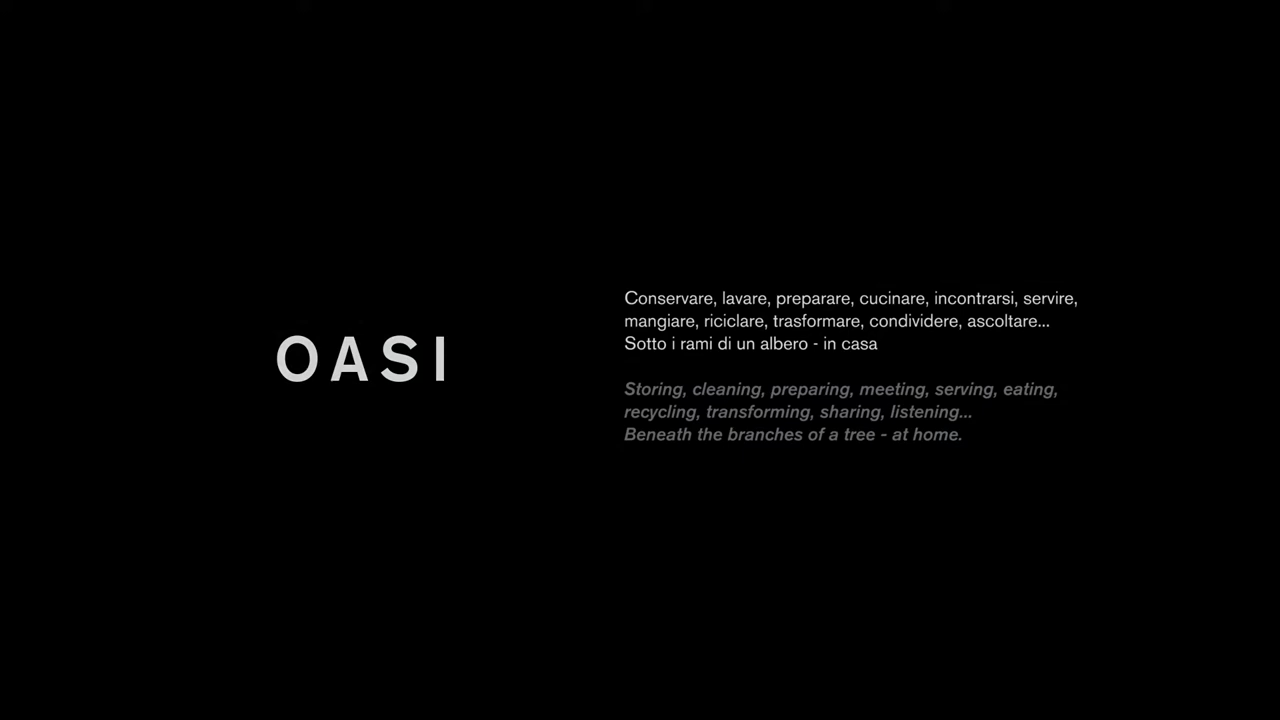 OASI
Conservare, lavare, preparare, cucinare, incontrarsi, servire,
mangiare, riciclare, trasformare, condividere, ascoltare...
Sotto i rami di un albero - in casa
Storing, cleaning, preparing, meeting, serving, eating,
recycling, transforming, sharing, listening...
Beneath the branches of a tree - at home.